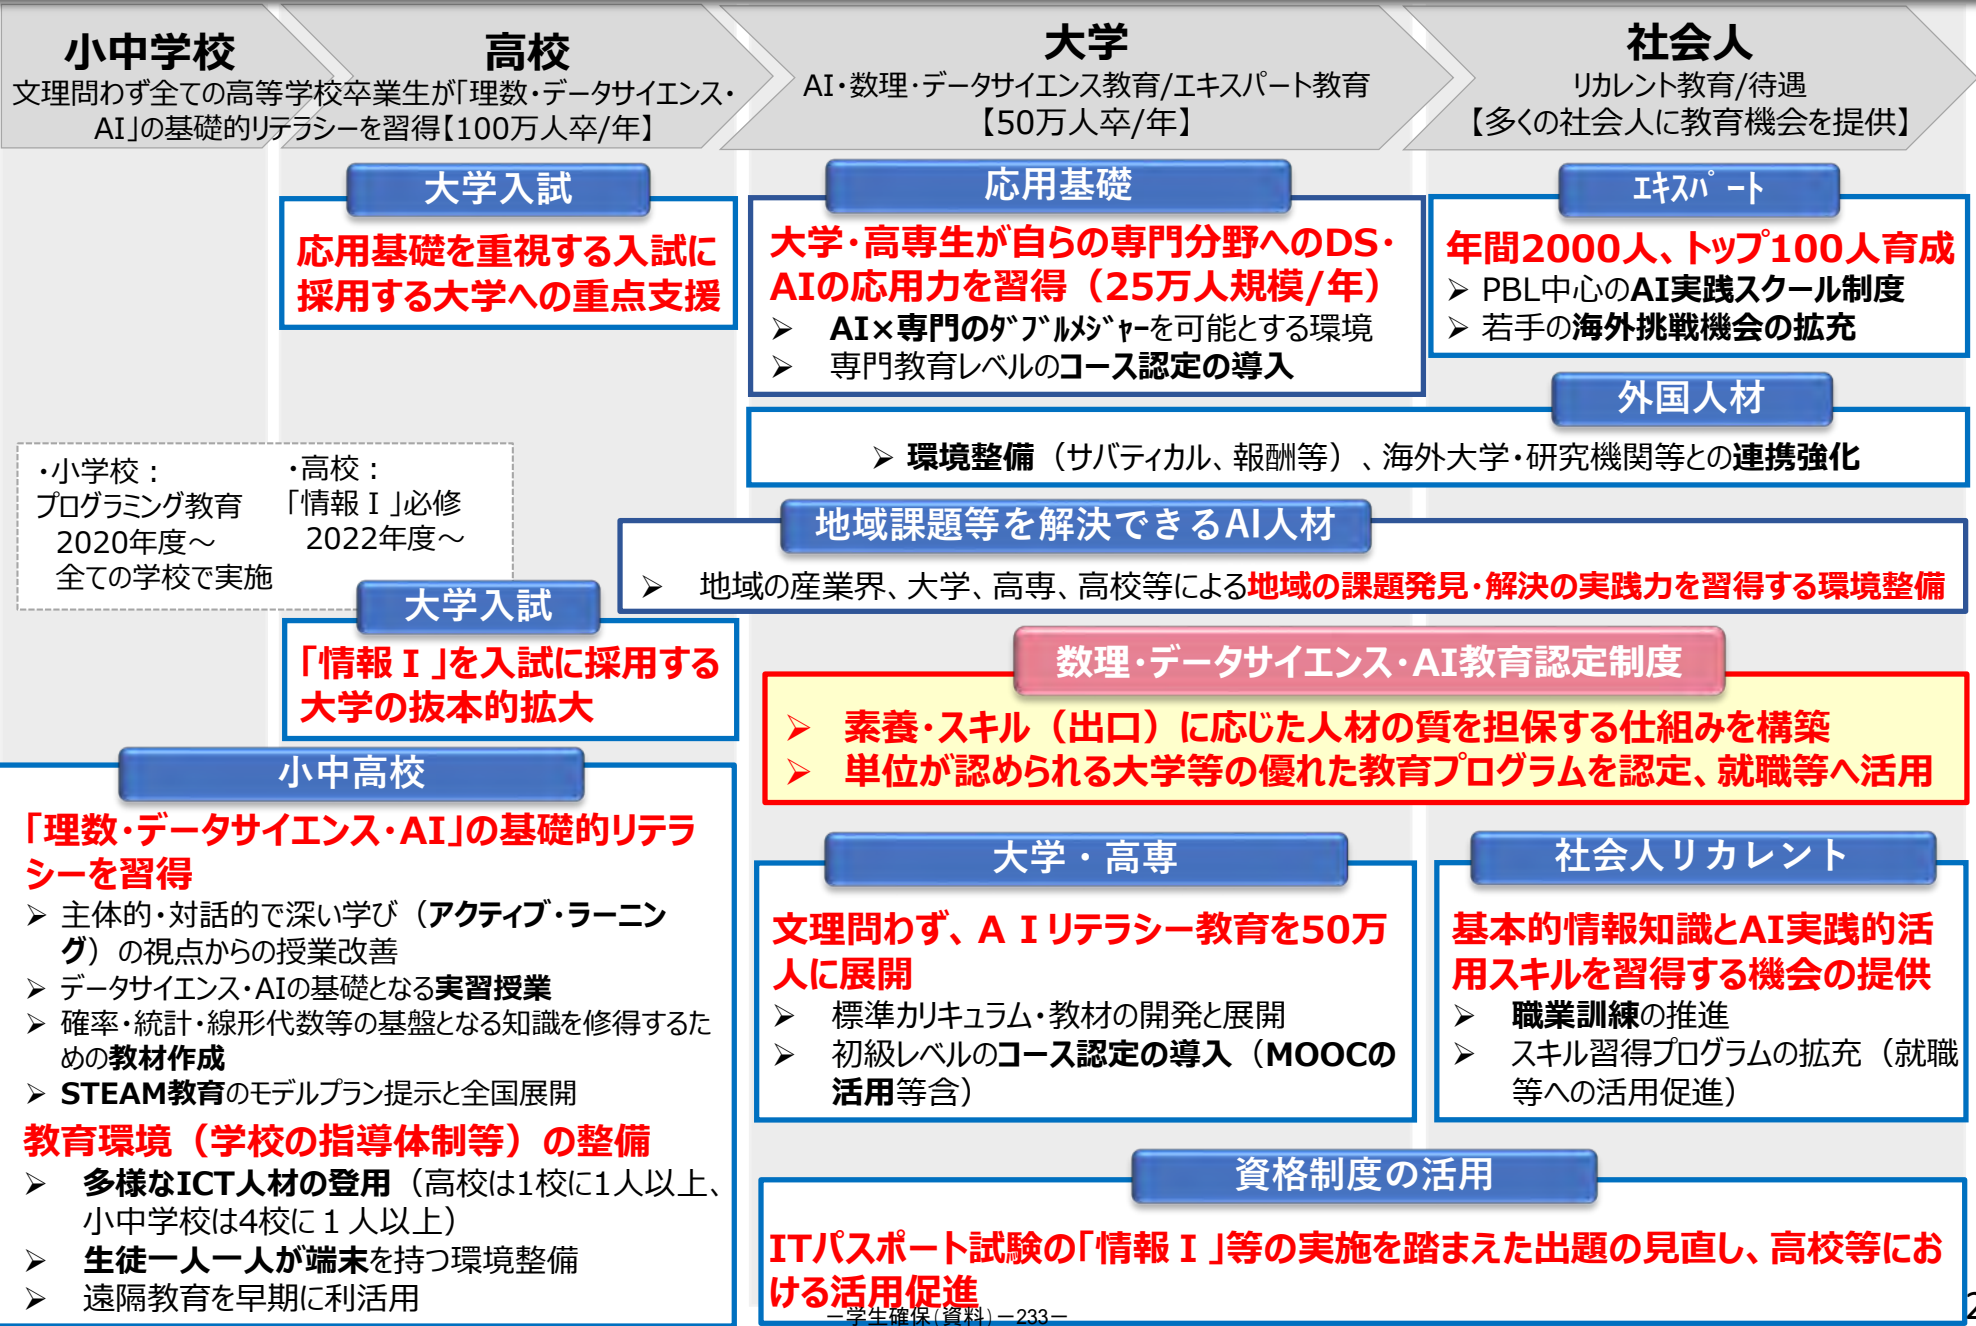 小中学校
高校
文理問わず全ての高等学校卒業生が「理数・データサイエンス・
AI」の基礎的リテラシーを習得【100万人卒/年】
大学
AI・数理・データサイエンス教育/エキスパート教育
【50万人卒/年】
社会人
リカレント教育/待遇
【多くの社会人に教育機会を提供】
大学入試
応用基礎を重視する入試に
採用する大学への重点支援
応用基礎
大学・高専生が自らの専門分野へのDS・
AIの応用力を習得（25万人規模/年）
➢ AI×専門のダブルメジャーを可能とする環境
➢ 専門教育レベルのコース認定の導入
エキスパート
年間2000人、トップ100人育成
➢ PBL中心のAI実践スクール制度
➢ 若手の海外挑戦機会の拡充
外国人材
➢ 環境整備（サバティカル、報酬等）、海外大学・研究機関等との連携強化
・小学校：
プログラミング教育
2020年度～
全ての学校で実施
・高校：
「情報Ⅰ」必修
2022年度～
地域課題等を解決できるAI人材
➢ 地域の産業界、大学、高専、高校等による地域の課題発見・解決の実践力を習得する環境整備
大学入試
「情報Ⅰ」を入試に採用する
大学の抜本的拡大
数理・データサイエンス・AI教育認定制度
➢ 素養・スキル（出口）に応じた人材の質を担保する仕組みを構築
➢ 単位が認められる大学等の優れた教育プログラムを認定、就職等へ活用
小中高校
「理数・データサイエンス・AI」の基礎的リテラ
シーを習得
➢ 主体的・対話的で深い学び（アクティブ・ラーニン
グ）の視点からの授業改善
➢ データサイエンス・AIの基礎となる実習授業
➢ 確率・統計・線形代数等の基盤となる知識を修得するた
めの教材作成
➢ STEAM教育のモデルプラン提示と全国展開
教育環境（学校の指導体制等）の整備
➢ 多様なICT人材の登用（高校は1校に1人以上、
小中学校は4校に１人以上）
➢ 生徒一人一人が端末を持つ環境整備
➢ 遠隔教育を早期に利活用
大学・高専
文理問わず、ＡＩリテラシー教育を50万
人に展開
➢ 標準カリキュラム・教材の開発と展開
➢ 初級レベルのコース認定の導入（MOOCの
活用等含）
社会人リカレント
基本的情報知識とAI実践的活
用スキルを習得する機会の提供
➢ 職業訓練の推進
➢ スキル習得プログラムの拡充（就職
等への活用促進）
資格制度の活用
ITパスポート試験の「情報Ⅰ」等の実施を踏まえた出題の見直し、高校等にお
ける活用促進
－学生確保（資料）－233－